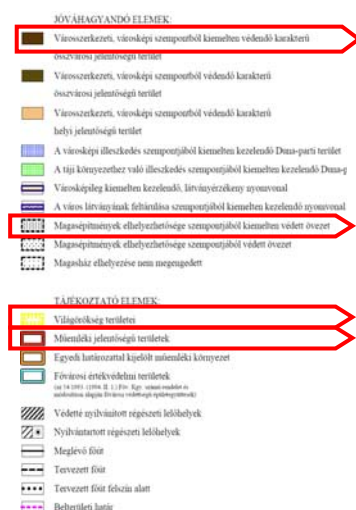 JÓVÁHAGYANDÓ ELEMEK:
Városszerkezeti, városképi szempontból kiemelten védendő karakterű
összvárosi jelentőségű terület
Városszerkezeti, városképi szempontból védendő karakterű
összvárosi jelentőségű terület
Városszerkezeti, városképi szempontból védendő karakterű
helyi jelentőségű terület
A városképi illeszkedés szempontjából kiemelten kezelendő Duna-parti terület
A táji környezethez való illeszkedés szempontjából kiemelten kezelendő Duna-p
Városképileg kiemelten kezelendő, látványérzékeny nyomvonal
A város látványának feltárulása szempontjából kiemelten kezelendő nyomvonal
Magasépítmények elhelyezhetősége szempontjából kiemelten védett övezet
Magasépítmények elhelyezhetősége szempontjából védett övezet
Magasház elhelyezése nem megengedett
TÁJÉKOZTATÓ ELEMEK:
Világörökség területei
Műemléki jelentőségű területek
Egyedi határozattal kijelölt műemléki környezet
Fővárosi értékvédelmi területek
Védetté nyilvánított régészeti lelőhelyek
Nyilvántartott régészeti lelőhelyek
Meglévő főút
Tervezett főút
Tervezett főút felszín alatt
Belterületi határ